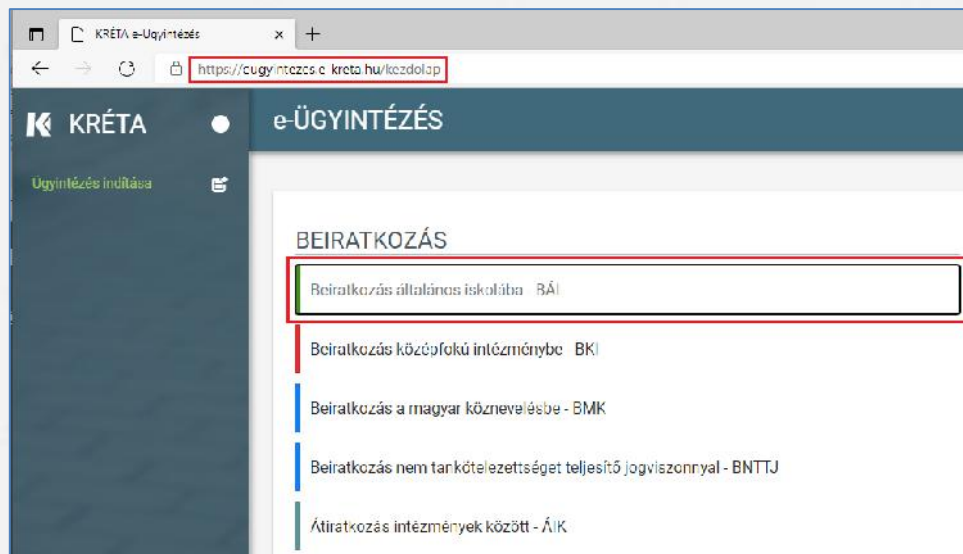 KRÉTA e-Ügyintézés
https://eugyintezes.e-kreta.hu/kezdolap
KRÉTA
e-ÜGYINTÉZÉS
Ügyintézés indítása
BEIRATKOZÁS
Beiratkozás általános iskolába - BÁI
Beiratkozás középfokú intézménybe - BKI
Beiratkozás a magyar köznevelésbe - BMK
Beiratkozás nem tankötelezettséget teljesítő jogviszonnyal - BNTTJ
Átiratkozás intézmények között - ÁIK